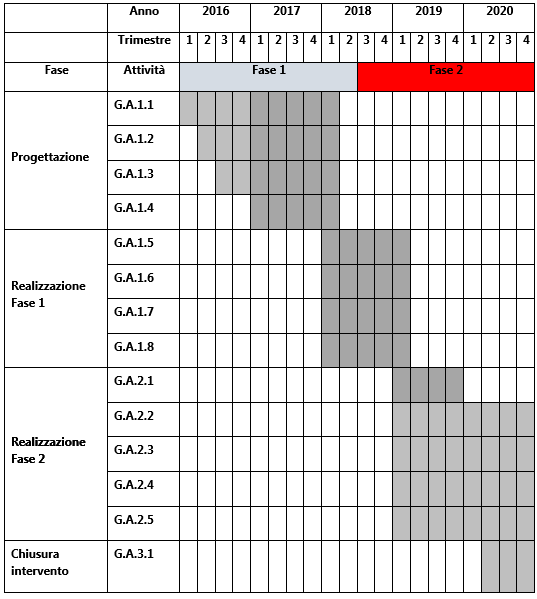 Anno 2016 2017 2018 2019 2020
Trimestre 1 2 3 4 1 2 3 4 1 2 3 4 1 2 3 4 1 2 3 4
Fase Attività Fase 1 Fase 2
Progettazione
G.A.1.1
G.A.1.2
G.A.1.3
G.A.1.4
Realizzazione
Fase 1
G.A.1.5
G.A.1.6
G.A.1.7
G.A.1.8
Realizzazione
Fase 2
G.A.2.1
G.A.2.2
G.A.2.3
G.A.2.4
G.A.2.5
Chiusura
intervento
G.A.3.1